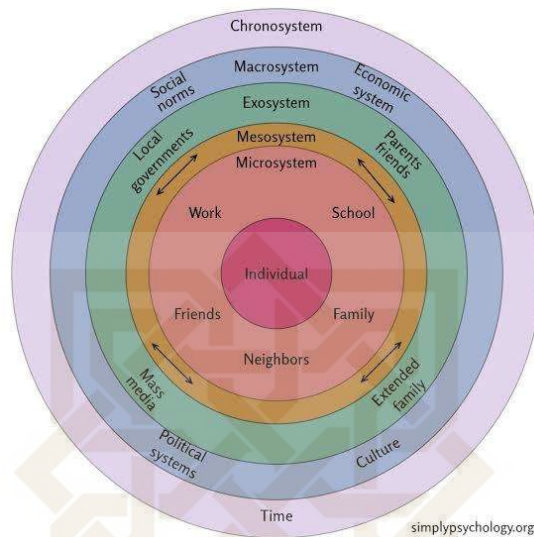 Chronosystem
Macrosystem
Social
norms
Economic
system
Exosystem
Local
governments
Parents
friends
Mesosystem
Microsystem
Work
School
Individual
Friends
Family
Neighbors
Mass
media
Extended
family
Political
systems
Culture
Time
simplypsychology.org